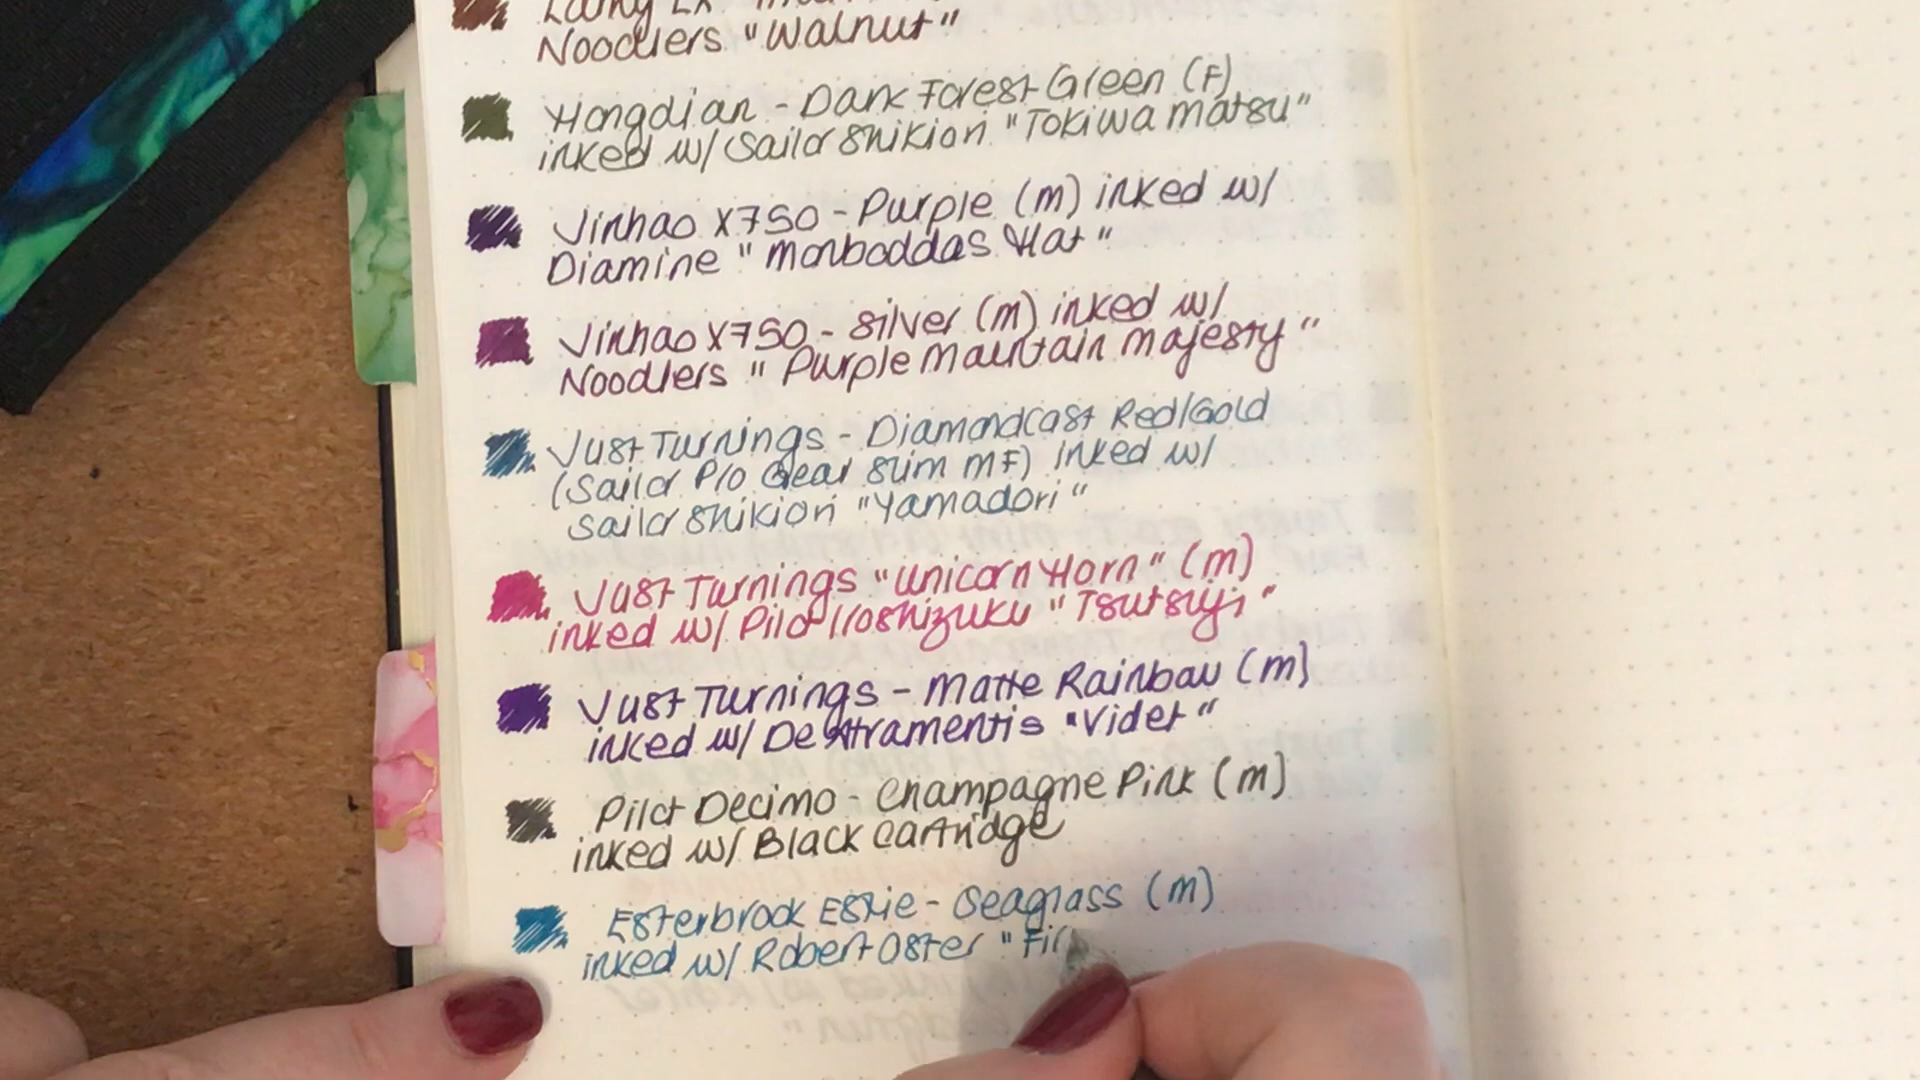 Noodlers "Walnut"
Hongdian - Dark Forest Green (F)
inked w/ Sailor Shikiori "Tokiwa matsu"
Jinhao X750 - Purple (m) inked w/
Diamine "Monboddos Hat"
Jinhao X750 - Silver (m) inked w/
Noodlers "Purple Mountain Majesty"
Just Turnings - Diamondcast Red/Gold
(Sailor Pro Gear Slim MF) inked w/
Sailor Shikiori "Yamadori"
Just Turnings "Unicorn Horn" (m)
inked w/ Pilot Iroshizuku "Tsutsuji"
Just Turnings - Matte Rainbow (m)
inked w/ De Atramentis "Violet"
Pilot Decimo - Champagne Pink (m)
inked w/ Black cartridge
Esterbrook Estie - Seaglass (m)
inked w/ Robert Oster "Fir